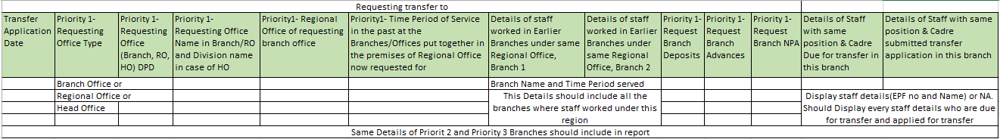 Requesting transfer to
Transfer
Application
Date
Priority 1-
Requesting
Office Type
Priority 1-
Requesting
Office
(Branch, RO,
HO) DPD
Priority 1-
Requesting Office
Name in Branch/RO
and Division name
in case of HO
Priority1- Regional
Office of requesting
branch office
Priority1- Time Period of Service
in the past at the
Branches/Offices put together in
the premises of Regional Office
now requested for
Details of staff
worked in Earlier
Branches under same
Regional Office,
Branch 1
Details of staff
worked in Earlier
Branches under
same Regional
Office, Branch 2
Priority 1-
Request
Branch
Deposits
Priority 1-
Request
Branch
Advances
Priority 1-
Request
Branch NPA
Details of Staff
with same
position & Cadre
Due for transfer in
this branch
Details of Staff with same
position & Cadre
submitted transfer
application in this branch
Branch Office or
Regional Office or
Head Office
Branch Name and Time Period served
This Details should include all the
branches where staff worked under this
region
Display staff details(EPF no and Name) or NA.
Should Display every staff details who are due
for transfer and applied for transfer
Same Details of Priorit 2 and Priority 3 Branches should include in report